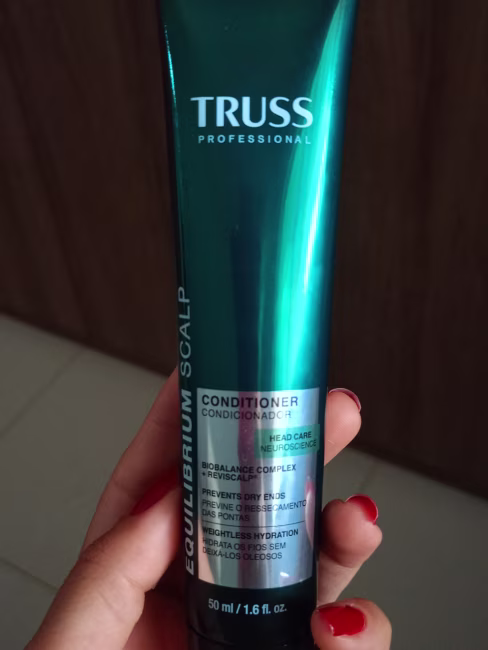 TRUSS
PROFESSIONAL
EQUILIBRIUM SCALP
CONDITIONER
CONDICIONADOR
HEAD CARE
NEUROSCIENCE
BIOBALANCE COMPLEX
+ REVISCALP®
PREVENTS DRY ENDS
PREVINE O RESSECAMENTO
DAS PONTAS
WEIGHTLESS HYDRATION
HIDRATA OS FIOS SEM
DEIXA-LOS OLEOSOS
50 ml / 1.6 fl. oz.